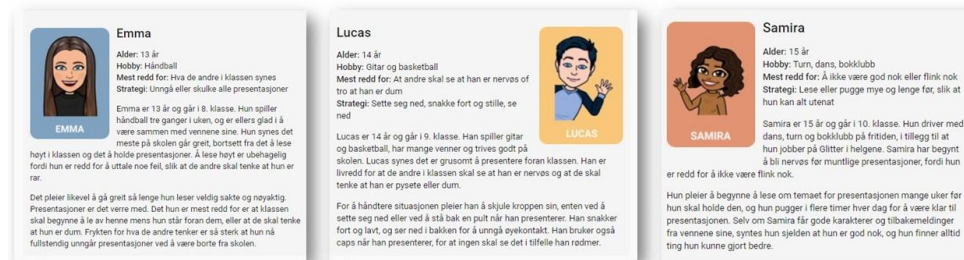 Emma
Alder: 13 år
Hobby: Håndball
Mest redd for: Hva de andre i klassen synes
Strategi: Unngå eller skulke alle presentasjoner
EMMA
Emma er 13 år og går i 8. klasse. Hun spiller
håndball tre ganger i uken, og er ellers glad i å
være sammen med vennene sine. Hun synes det
meste på skolen går greit, bortsett fra det å lese
høyt i klassen og det å holde presentasjoner. Å lese høyt er ubehagelig
fordi hun er redd for å uttale noe feil, slik at de andre skal tenke at hun er
rar.
Det pleier likevel å gå greit så lenge hun leser veldig sakte og nøyaktig.
Presentasjoner er det verre med. Det hun er mest redd for er at klassen
skal begynne å le av henne mens hun står foran dem, eller at de skal tenke
at hun er dum. Frykten for hva de andre tenker er så sterk at hun nå
fullstendig unngår presentasjoner ved å være borte fra skolen.
Lucas
Alder: 14 år
Hobby: Gitar og basketball
Mest redd for: At andre skal se at han er nervøs of
tro at han er dum
Strategi: Sette seg ned, snakke fort og stille, se
ned
LUCAS
Lucas er 14 år og går i 9. klasse. Han spiller gitar
og basketball, har mange venner og trives godt på
skolen. Lucas synes det er grusomt å presentere foran klassen. Han er
livredd for at de andre i klassen skal se at han er nervøs og at de skal
tenke at han er pysete eller dum.
For å håndtere situasjonen pleier han å skjule kroppen sin, enten ved å
sette seg ned eller ved å stå bak en pult når han presenterer. Han snakker
fort og lavt, og ser ned i bakken for å unngå øyekontakt. Han bruker også
caps når han presenterer, for at ingen skal se det i tilfelle han rødmer.
Samira
Alder: 15 år
Hobby: Turn, dans, bokklubb
Mest redd for: Å ikke være god nok eller flink nok
Strategi: Lese eller pugge mye og lenge før, slik at
hun kan alt utenat
SAMIRA
Samira er 15 år og går i 10. klasse. Hun driver med
dans, turn og bokklubb på fritiden, i tillegg til at
hun jobber på Glitter i helgene. Samira har begynt
å bli nervøs før muntlige presentasjoner, fordi hun
er redd for å ikke være flink nok.
Hun pleier å begynne å lese om temaet for presentasjonen mange uker før
hun skal holde den, og hun pugger i flere timer hver dag for å være klar til
presentasjonen. Selv om Samira får gode karakterer og tilbakemeldinger
fra vennene sine, syntes hun sjelden at hun er god nok, og hun finner alltid
ting hun kunne gjort bedre.